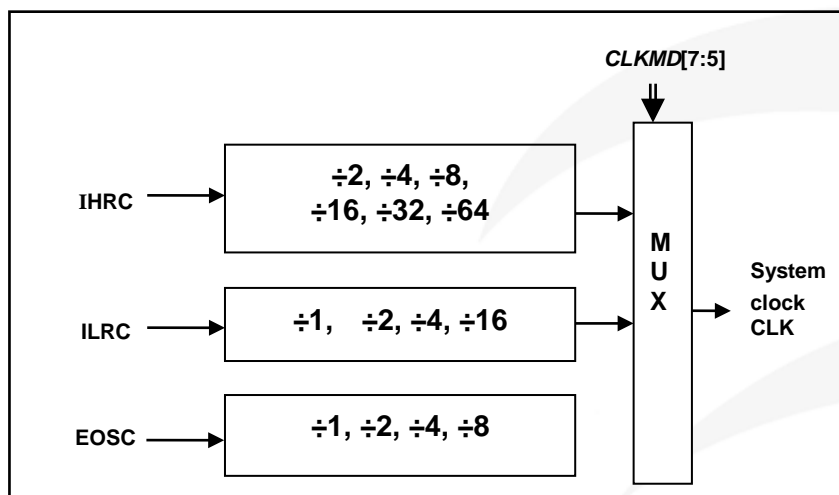 CLKMD[7:5]
IHRC
÷2, ÷4, ÷8,
÷16, ÷32, ÷64
ILRC
÷1, ÷2, ÷4, ÷16
EOSC
÷1, ÷2, ÷4, ÷8
M
U
X
System
clock
CLK